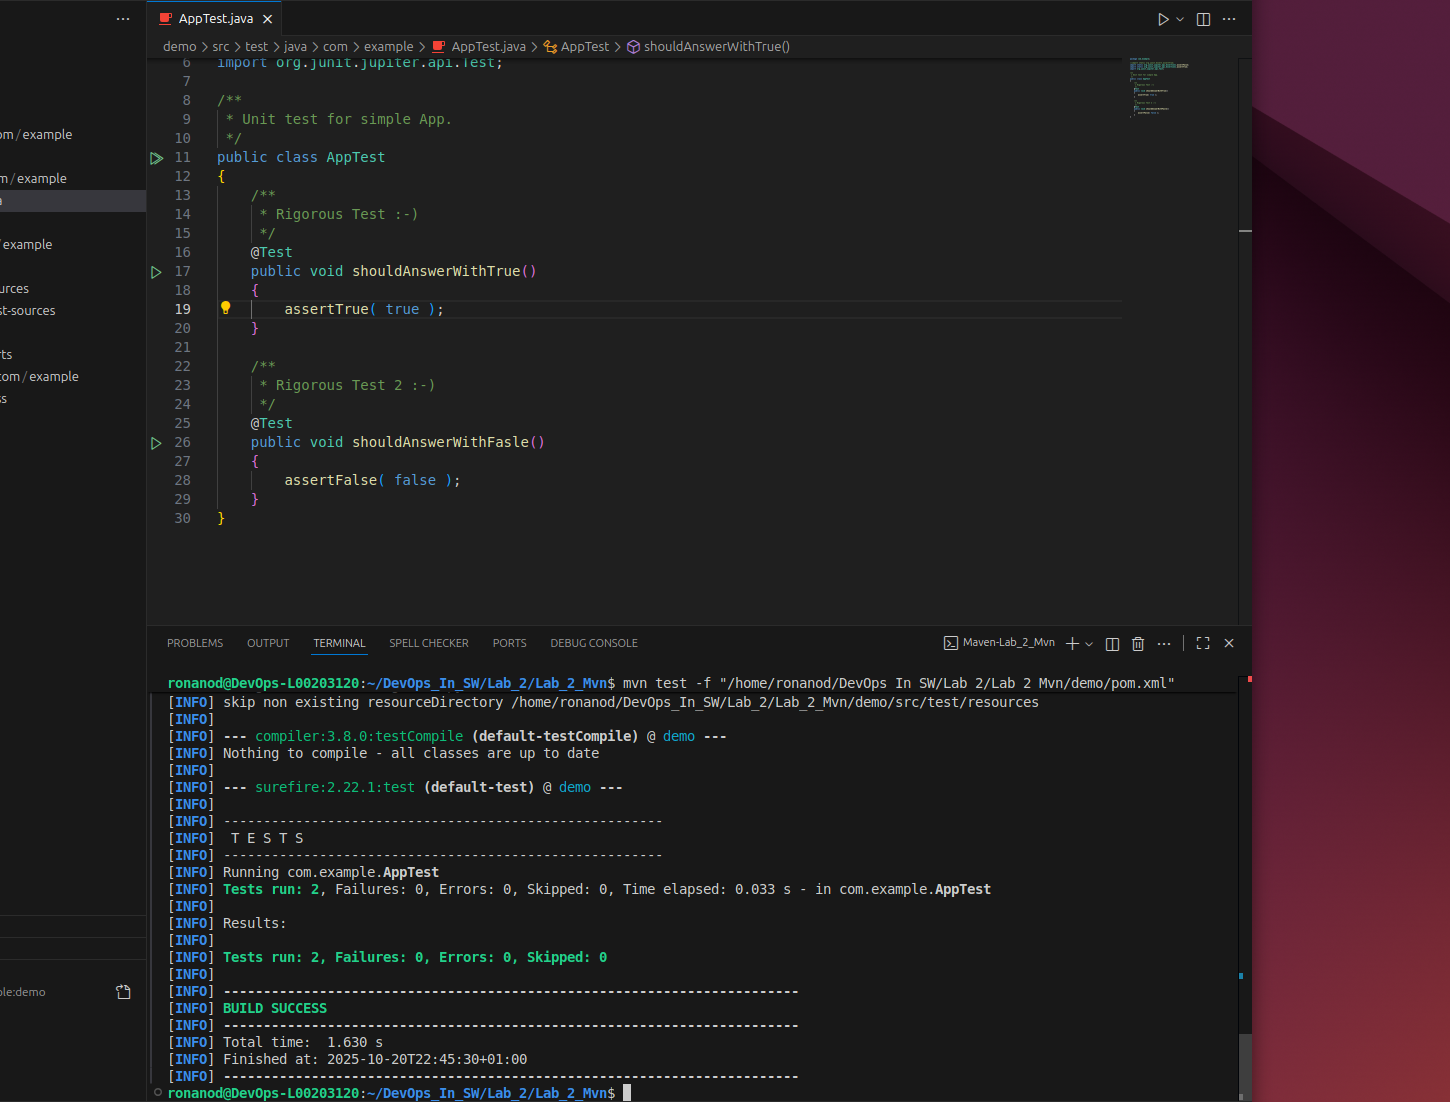 AppTest.java
demo > src > test > java > com > example > AppTest.java > AppTest > shouldAnswerWithTrue()
om/example
m/example
a
/example
urces
st-sources
rts
com/example
ss
ole:demo
6 import org.junit.jupiter.api.Test;
7
8 /**
9 * Unit test for simple App.
10 */
11 public class AppTest
12 {
13 /**
14 * Rigorous Test :-)
15 */
16 @Test
17 public void shouldAnswerWithTrue()
18 {
19 assertTrue( true );
20 }
21
22 /**
23 * Rigorous Test 2 :-)
24 */
25 @Test
26 public void shouldAnswerWithFasle()
27 {
28 assertFalse( false );
29 }
30 }
PROBLEMS OUTPUT TERMINAL SPELL CHECKER PORTS DEBUG CONSOLE Maven-Lab_2_Mvn
ronanod@DevOps-L00203120:~/DevOps_In_SW/Lab_2/Lab_2_Mvn$ mvn test -f "/home/ronanod/DevOps In SW/Lab 2/Lab 2 Mvn/demo/pom.xml"
[INFO] skip non existing resourceDirectory /home/ronanod/DevOps_In_SW/Lab_2/Lab_2_Mvn/demo/src/test/resources
[INFO]
[INFO] --- compiler:3.8.0:testCompile (default-testCompile) @ demo ---
[INFO] Nothing to compile - all classes are up to date
[INFO]
[INFO] --- surefire:2.22.1:test (default-test) @ demo ---
[INFO]
[INFO] -------------------------------------------------------
[INFO]  T E S T S
[INFO] -------------------------------------------------------
[INFO] Running com.example.AppTest
[INFO] Tests run: 2, Failures: 0, Errors: 0, Skipped: 0, Time elapsed: 0.033 s - in com.example.AppTest
[INFO]
[INFO] Results:
[INFO]
[INFO] Tests run: 2, Failures: 0, Errors: 0, Skipped: 0
[INFO]
[INFO] ------------------------------------------------------------------------
[INFO] BUILD SUCCESS
[INFO] ------------------------------------------------------------------------
[INFO] Total time:  1.630 s
[INFO] Finished at: 2025-10-20T22:45:30+01:00
[INFO] ------------------------------------------------------------------------
ronanod@DevOps-L00203120:~/DevOps_In_SW/Lab_2/Lab_2_Mvn$